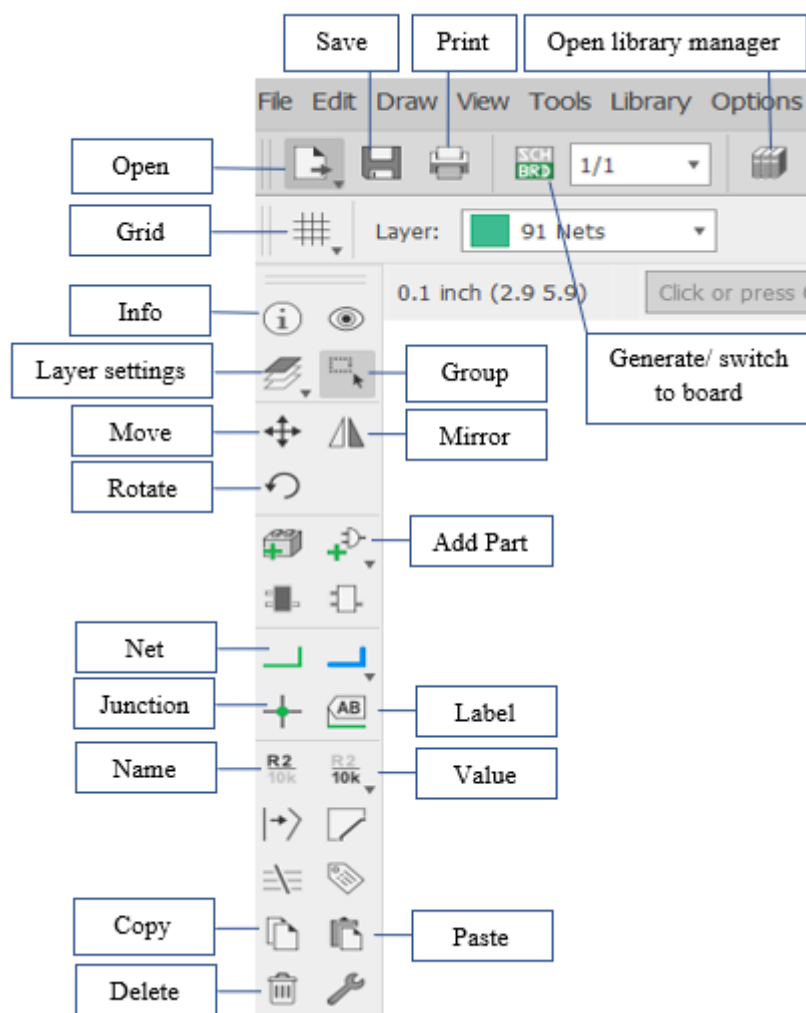 Save
Print
Open library manager
File Edit Draw View Tools Library Options
Open
SCH
BRD
1/1
Grid
Layer:
91 Nets
0.1 inch (2.9 5.9)
Click or press
Info
i
Layer settings
Group
Generate/ switch
to board
Move
Mirror
Rotate
Add Part
Net
Junction
AB
Label
Name
R2
10k
R2
10k
Value
Copy
Paste
Delete